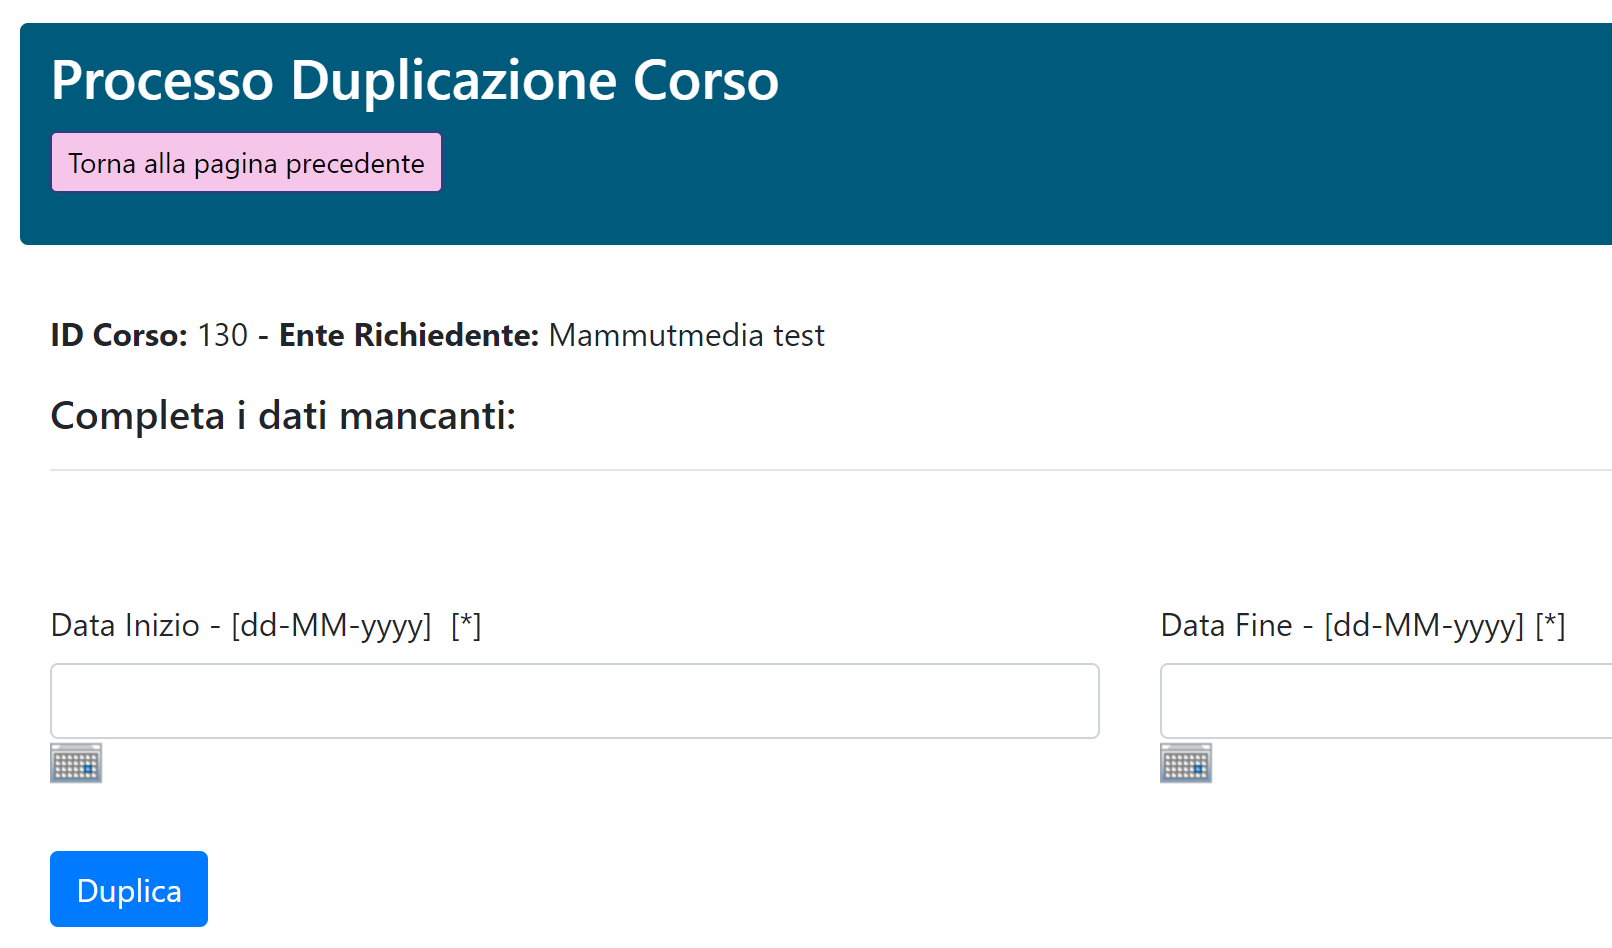 Processo Duplicazione Corso
Torna alla pagina precedente
ID Corso: 130 - Ente Richiedente: Mammutmedia test
Completa i dati mancanti:
Data Inizio - [dd-MM-yyyy] [*]
Data Fine - [dd-MM-yyyy] [*]
Duplica